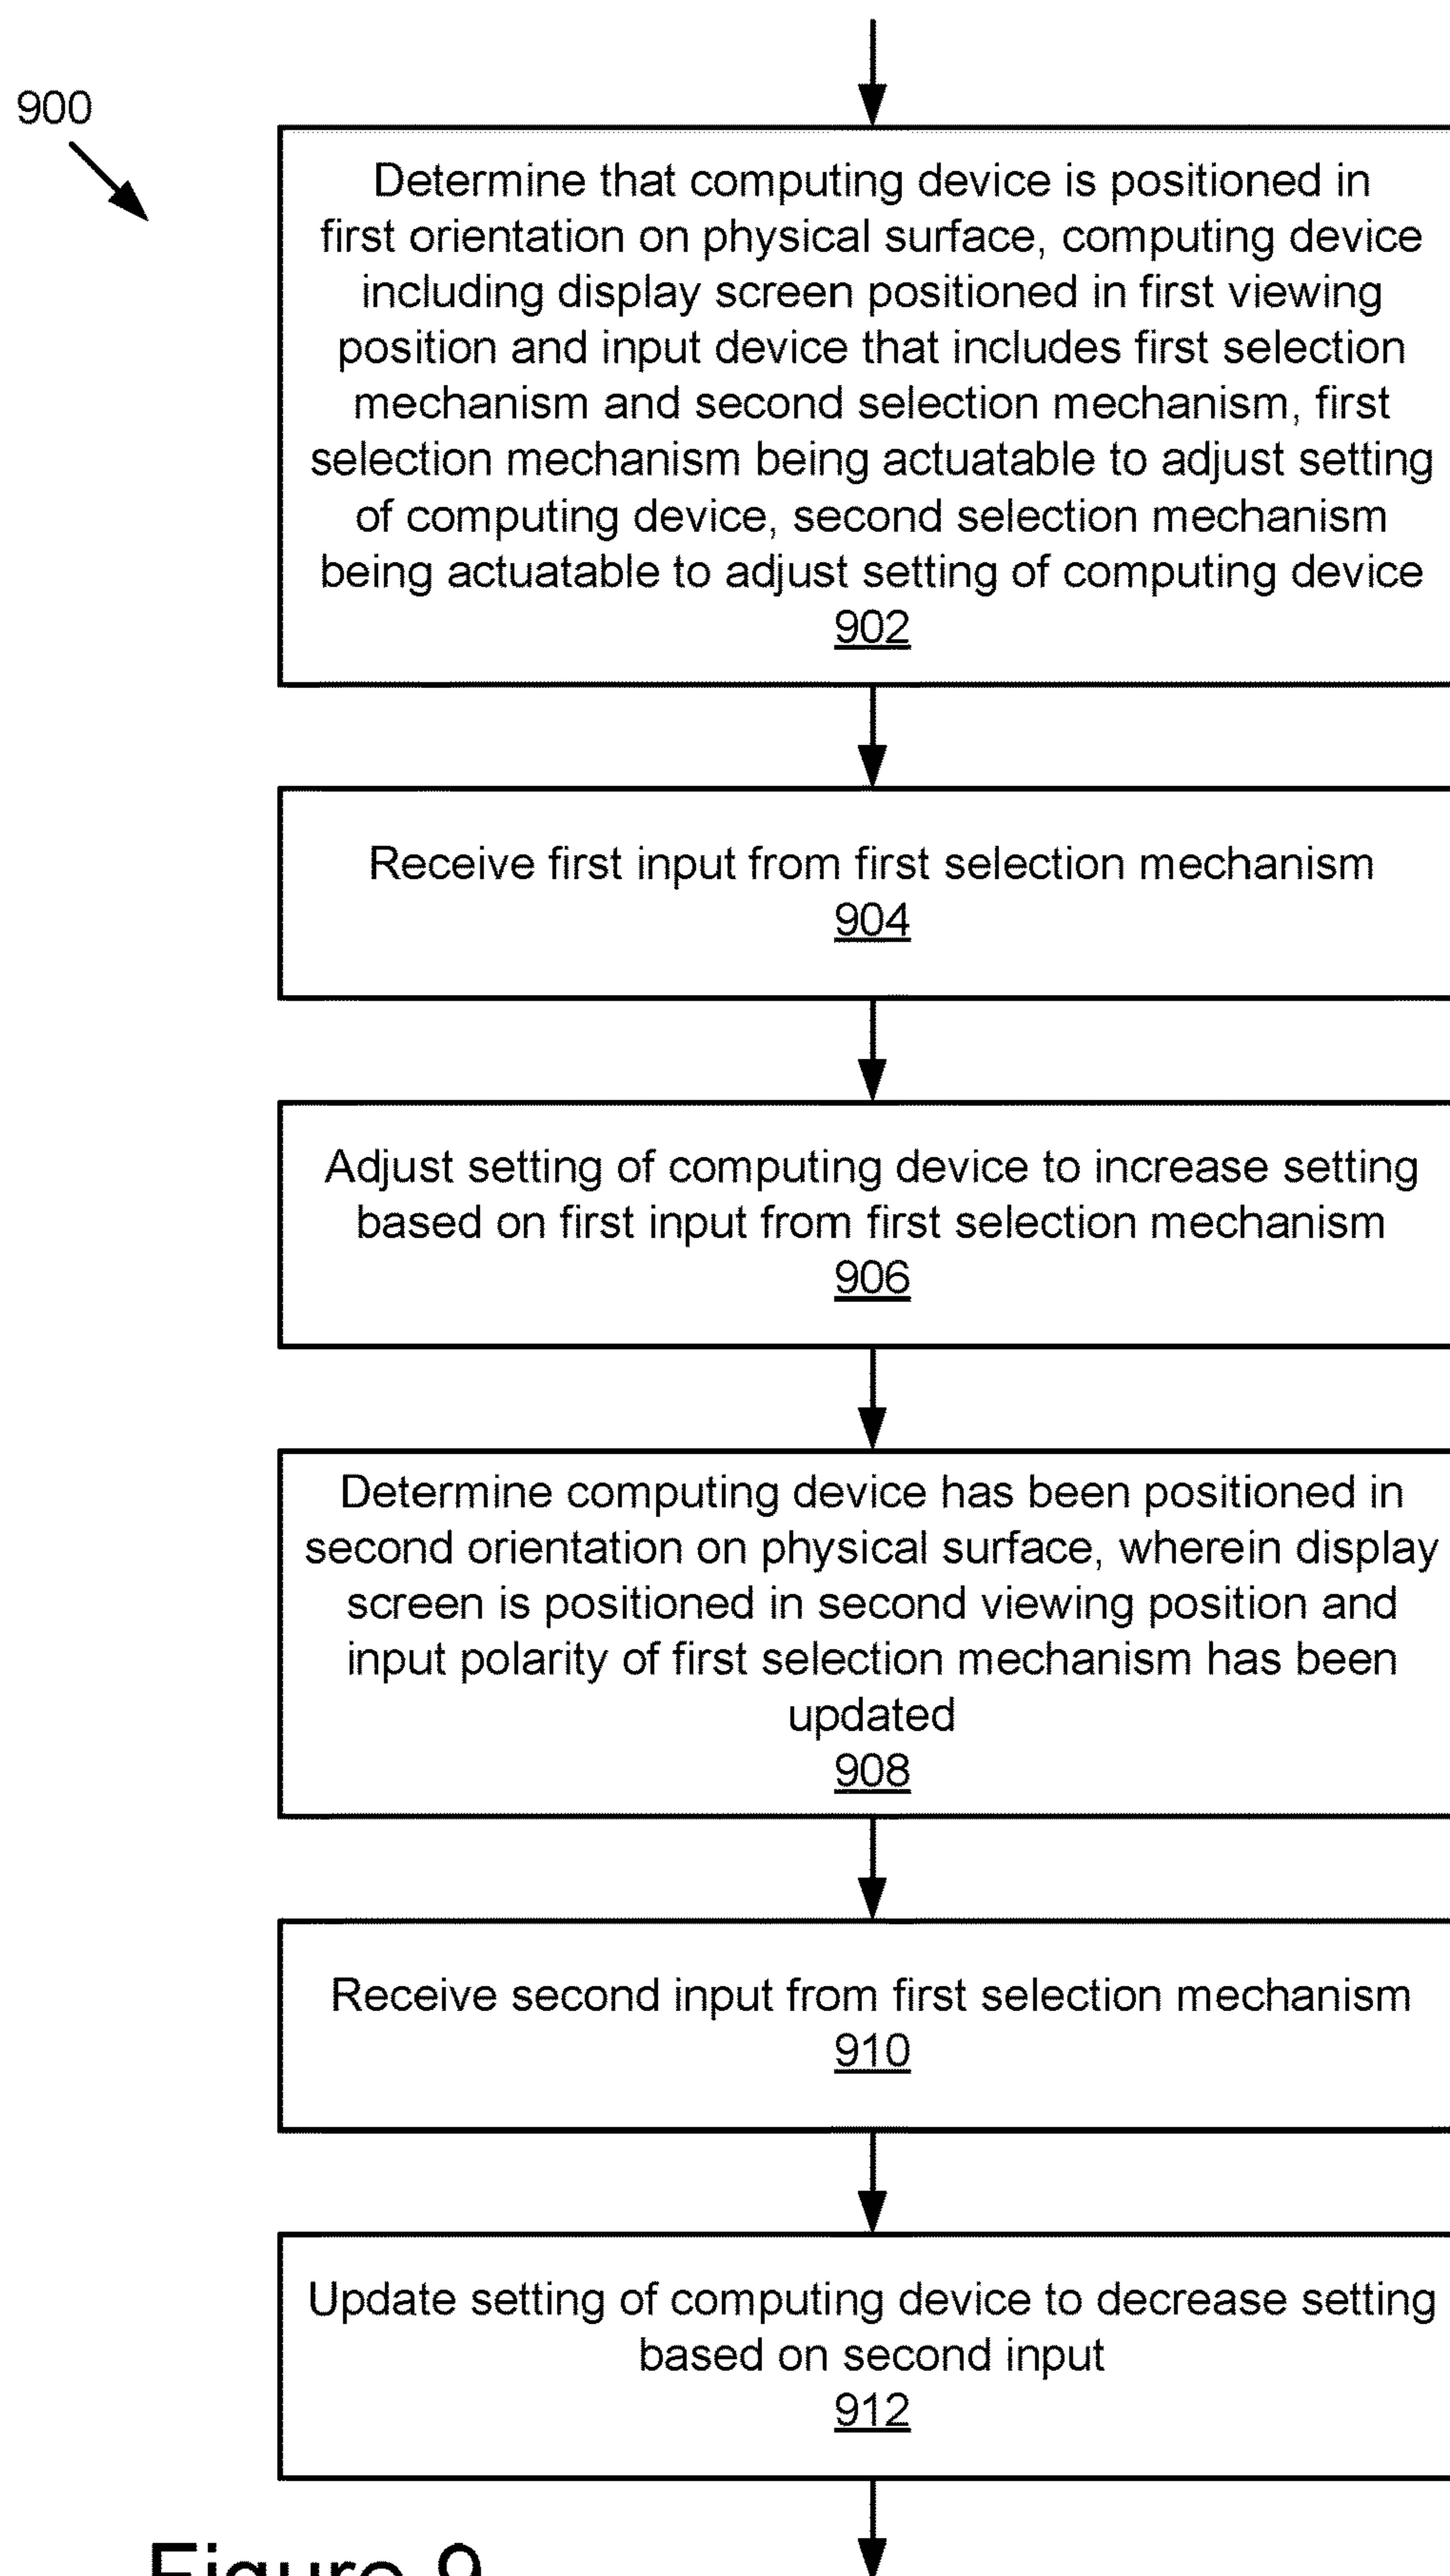 900
Determine that computing device is positioned in
first orientation on physical surface, computing device
including display screen positioned in first viewing
position and input device that includes first selection
mechanism and second selection mechanism, first
selection mechanism being actuatable to adjust setting
of computing device, second selection mechanism
being actuatable to adjust setting of computing device
902
Receive first input from first selection mechanism
904
Adjust setting of computing device to increase setting
based on first input from first selection mechanism
906
Determine computing device has been positioned in
second orientation on physical surface, wherein display
screen is positioned in second viewing position and
input polarity of first selection mechanism has been
updated
908
Receive second input from first selection mechanism
910
Update setting of computing device to decrease setting
based on second input
912
Figure 9